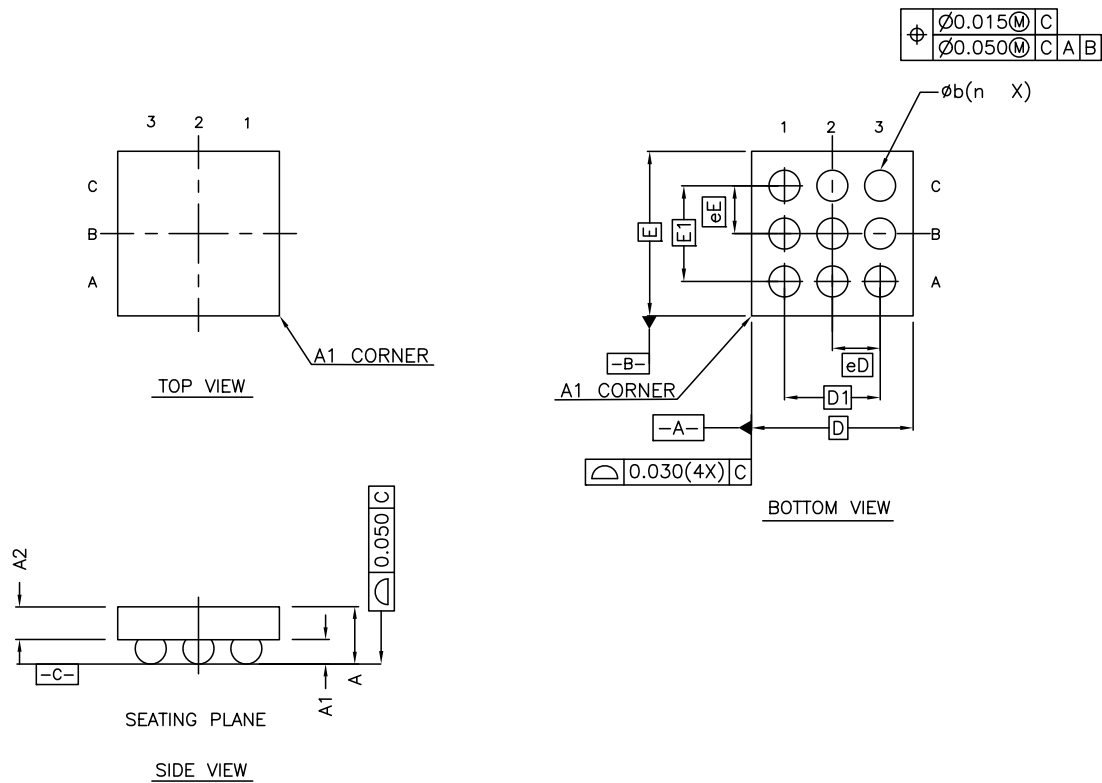 Ø0.015Ⓜ C
Ø0.050Ⓜ C A B
øb(n X)
3 2 1
C
B
A
A1 CORNER
TOP VIEW
1 2 3
C
B
A
E
E1
eE
-B-
eD
A1 CORNER
D1
-A-
D
0.030(4X) C
BOTTOM VIEW
A2
0.050 C
-C-
A1
A
SEATING PLANE
SIDE VIEW